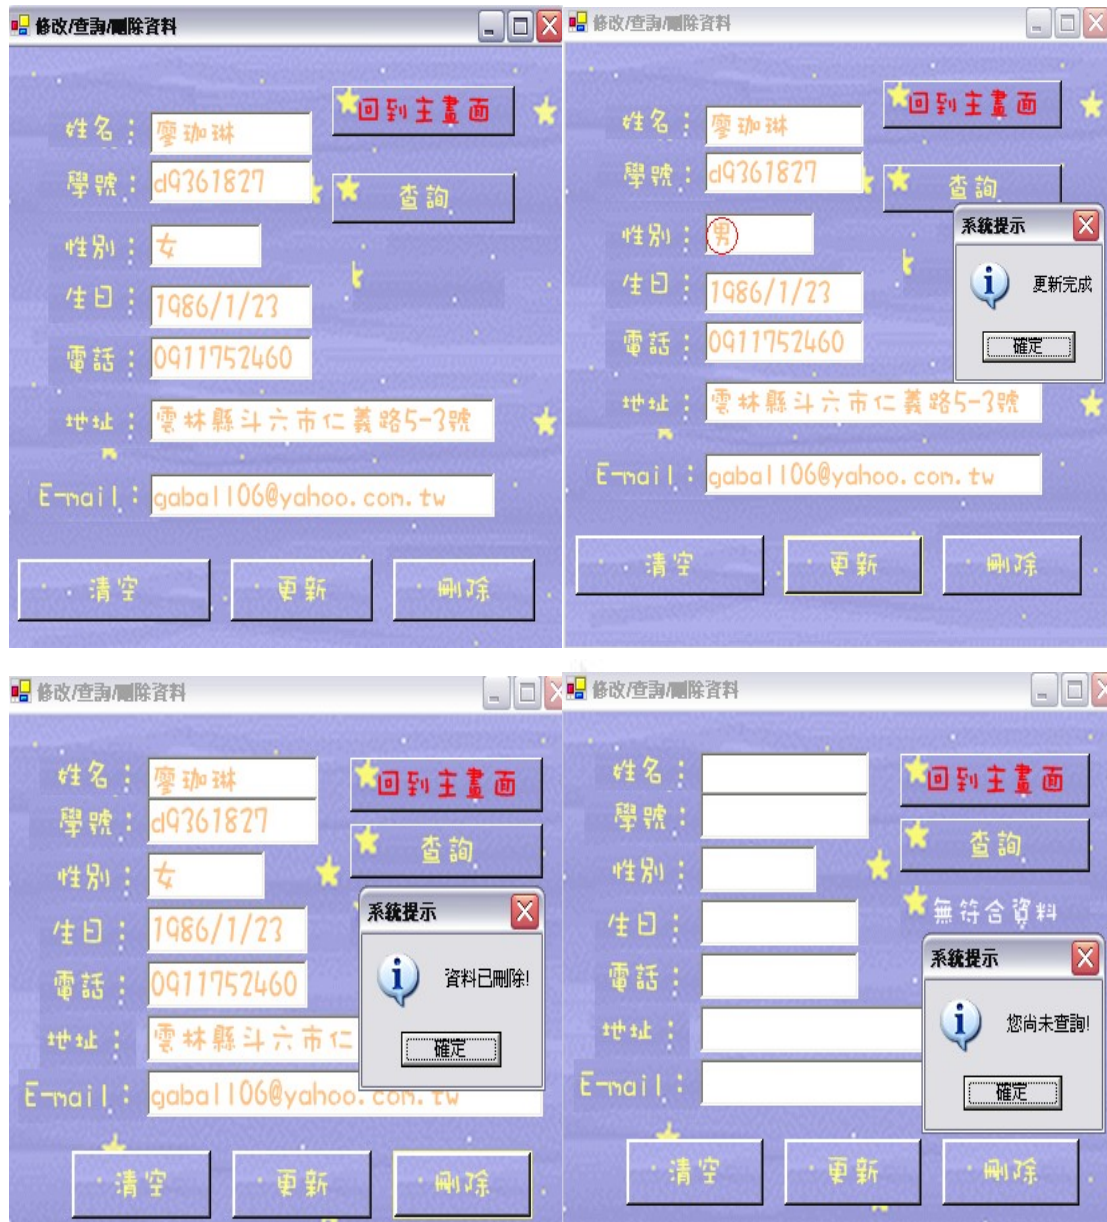 修改/查詢/刪除資料
回到主畫面
姓名：廖珈琳
學號：d9361827
查詢
性別：女
生日：1986/1/23
電話：0911752460
地址：雲林縣斗六市仁義路5-3號
E-mail：gaball06@yahoo.com.tw
清空 更新 刪除
修改/查詢/刪除資料
回到主畫面
姓名：廖珈琳
學號：d9361827
查詢
性別：男
系統提示
更新完成
確定
生日：1986/1/23
電話：0911752460
地址：雲林縣斗六市仁義路5-3號
E-mail：gaball06@yahoo.com.tw
清空 更新 刪除
修改/查詢/刪除資料
姓名：廖珈琳
回到主畫面
學號：d9361827
查詢
性別：女
系統提示
資料已刪除!
確定
生日：1986/1/23
電話：0911752460
地址：雲林縣斗六市仁
E-mail：gaball06@yahoo.com.tw
清空 更新 刪除
修改/查詢/刪除資料
姓名：
回到主畫面
學號：
查詢
性別：
無符合資料
生日：
系統提示
您尚未查詢!
確定
電話：
地址：
E-mail：
清空 更新 刪除